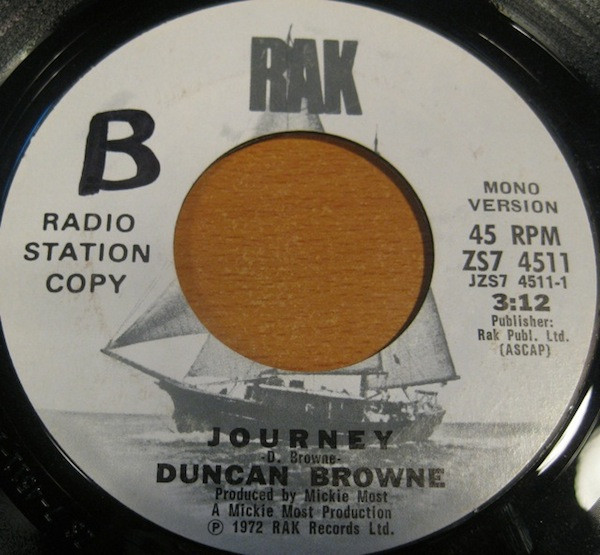 RAK
B
RADIO
STATION
COPY
MONO
VERSION
45 RPM
ZS7 4511
JZS7 4511-1
3:12
Publisher:
Rak Publ. Ltd.
(ASCAP)
JOURNEY
-D. Browne-
DUNCAN BROWNE
Produced by Mickie Most
A Mickie Most Production
℗ 1972 RAK Records Ltd.